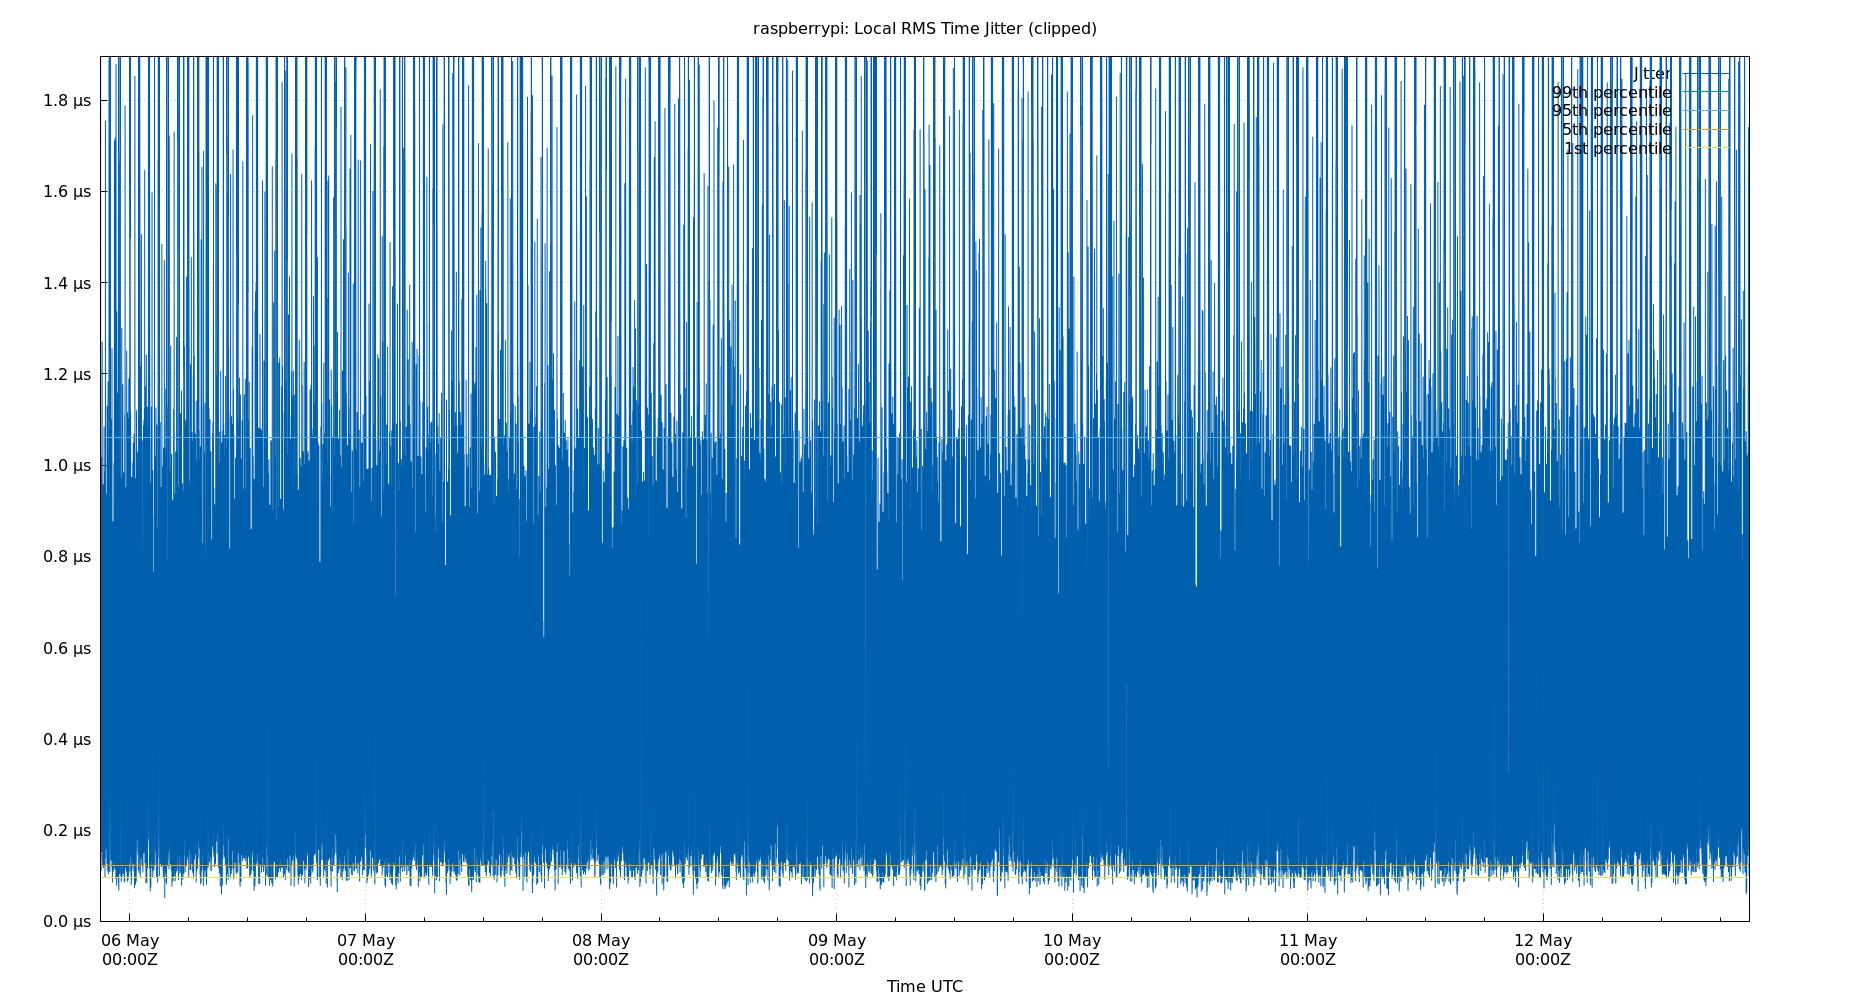 raspberrypi: Local RMS Time Jitter (clipped)
Jitter
99th percentile
95th percentile
5th percentile
1st percentile
1.8 µs
1.6 µs
1.4 µs
1.2 µs
1.0 µs
0.8 µs
0.6 µs
0.4 µs
0.2 µs
0.0 µs
06 May 07 May 08 May 09 May 10 May 11 May 12 May
00:00Z 00:00Z 00:00Z 00:00Z 00:00Z 00:00Z 00:00Z
Time UTC